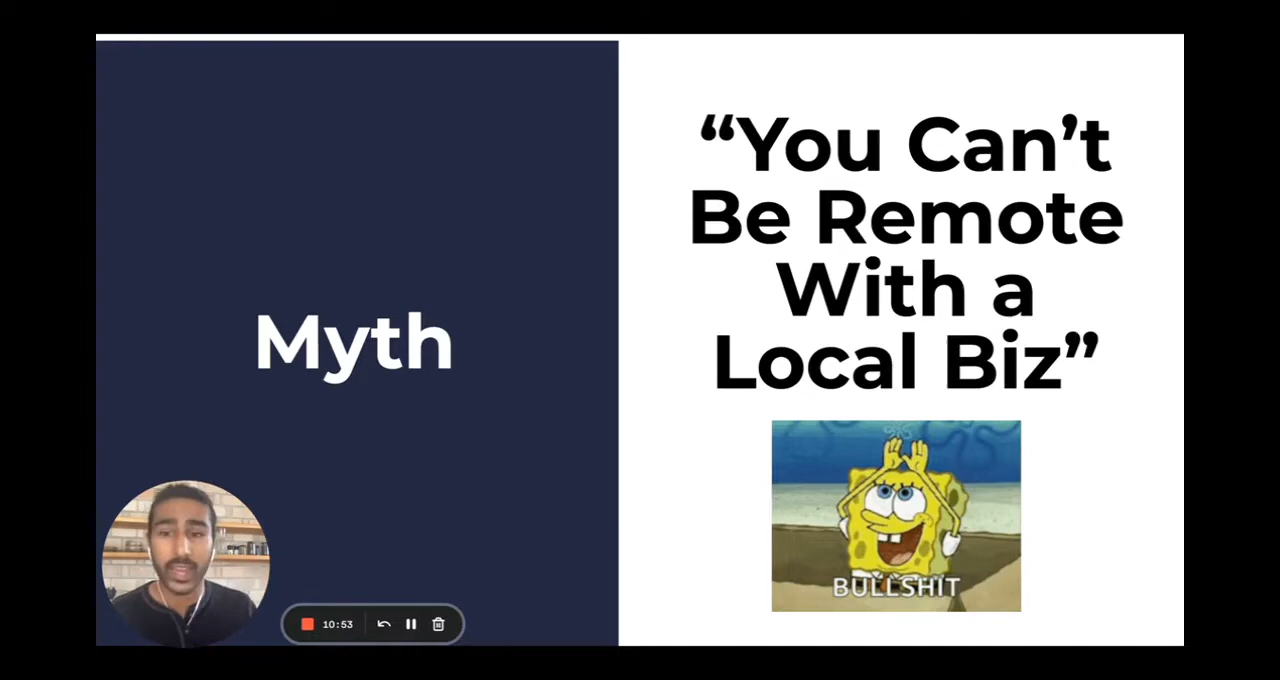 Myth
“You Can’t
Be Remote
With a
Local Biz”
BULLSHIT
10:53